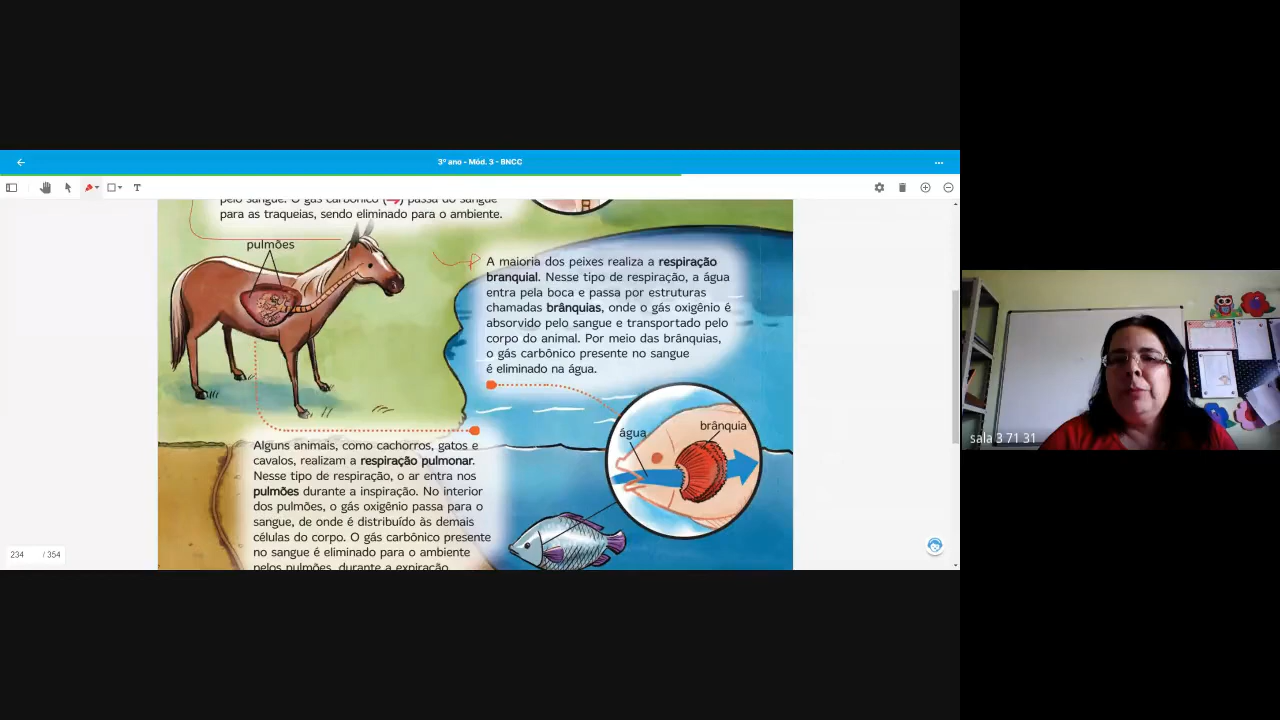 3º ano - Mód. 3 - BNCC
pelo sangue. O gás carbônico (→) passa do sangue
para as traqueias, sendo eliminado para o ambiente.
pulmões
A maioria dos peixes realiza a respiração
branquial. Nesse tipo de respiração, a água
entra pela boca e passa por estruturas
chamadas brânquias, onde o gás oxigênio é
absorvido pelo sangue e transportado pelo
corpo do animal. Por meio das brânquias,
o gás carbônico presente no sangue
é eliminado na água.
água
brânquia
Alguns animais, como cachorros, gatos e
cavalos, realizam a respiração pulmonar.
Nesse tipo de respiração, o ar entra nos
pulmões durante a inspiração. No interior
dos pulmões, o gás oxigênio passa para o
sangue, de onde é distribuído às demais
células do corpo. O gás carbônico presente
no sangue é eliminado para o ambiente
pelos pulmões, durante a expiração.
234 / 354
sala 3 71 31